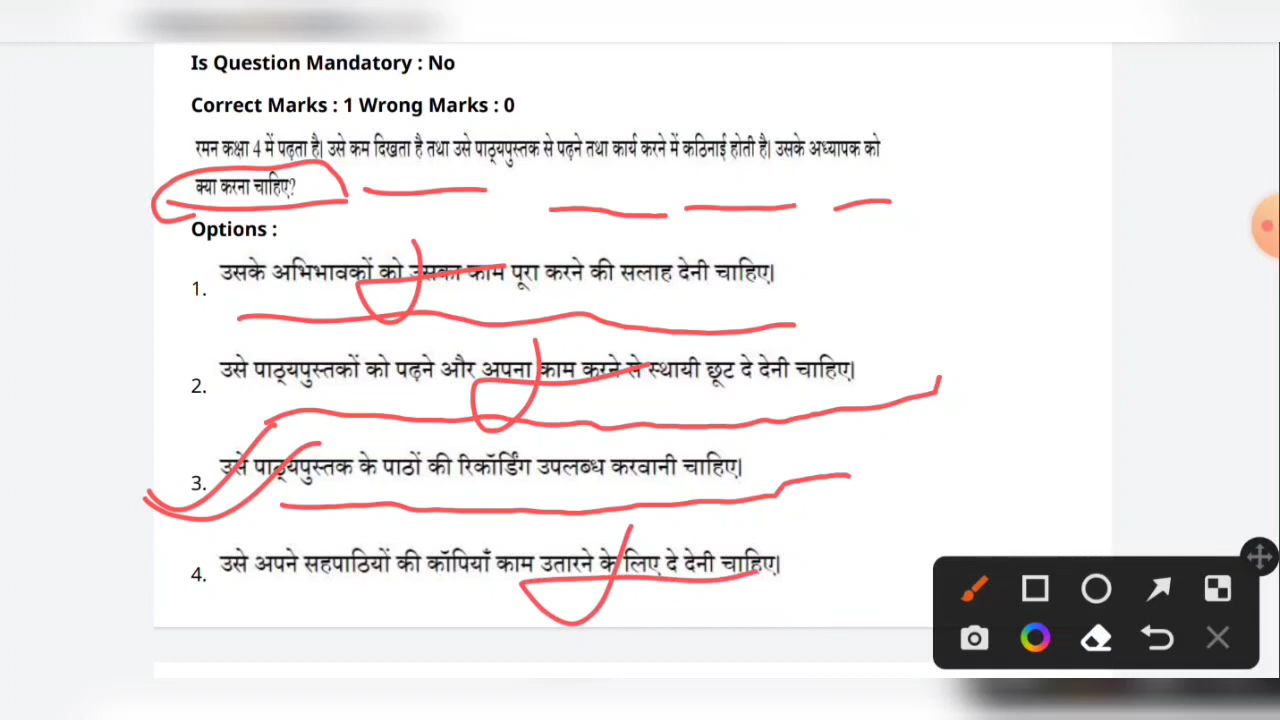 Is Question Mandatory : No
Correct Marks : 1 Wrong Marks : 0
रमन कक्षा 4 में पढ़ता है। उसे कम दिखता है तथा उसे पाठ्यपुस्तक से पढ़ने तथा कार्य करने में कठिनाई होती है। उसके अध्यापक को
क्या करना चाहिए?
Options :
1. उसके अभिभावकों को उसका काम पूरा करने की सलाह देनी चाहिए।
2. उसे पाठ्यपुस्तकों को पढ़ने और अपना काम करने से स्थायी छूट दे देनी चाहिए।
3. उसे पाठ्यपुस्तक के पाठों की रिकॉर्डिंग उपलब्ध करवानी चाहिए।
4. उसे अपने सहपाठियों की कॉपियाँ काम उतारने के लिए दे देनी चाहिए।